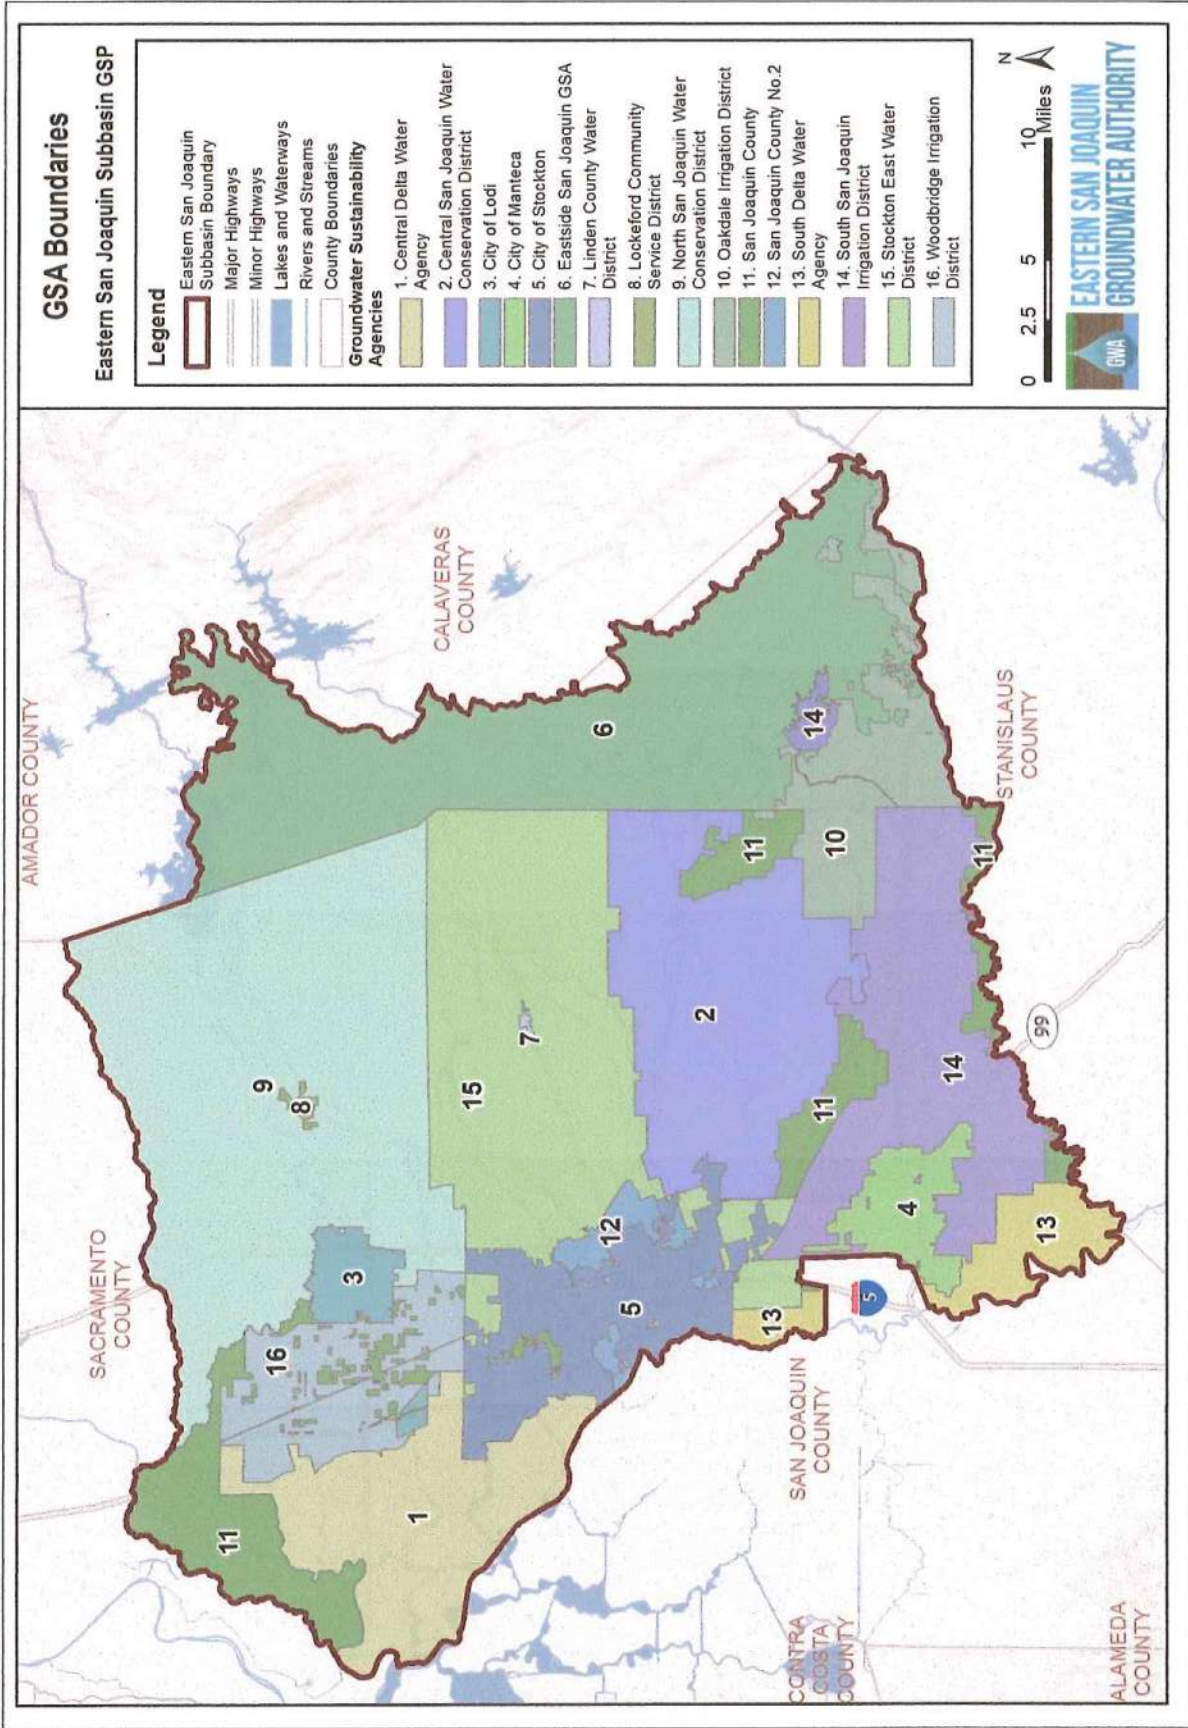 GSA Boundaries
Eastern San Joaquin Subbasin GSP
Legend
Eastern San Joaquin
Subbasin Boundary
Major Highways
Minor Highways
Lakes and Waterways
Rivers and Streams
County Boundaries
Groundwater Sustainability
Agencies
1. Central Delta Water
Agency
2. Central San Joaquin Water
Conservation District
3. City of Lodi
4. City of Manteca
5. City of Stockton
6. Eastside San Joaquin GSA
7. Linden County Water
District
8. Lockeford Community
Service District
9. North San Joaquin Water
Conservation District
10. Oakdale Irrigation District
11. San Joaquin County
12. San Joaquin County No.2
13. South Delta Water
Agency
14. South San Joaquin
Irrigation District
15. Stockton East Water
District
16. Woodbridge Irrigation
District
N
0 2.5 5 10
Miles
GWA
EASTERN SAN JOAQUIN
GROUNDWATER AUTHORITY
AMADOR COUNTY
SACRAMENTO
COUNTY
CALAVERAS
COUNTY
STANISLAUS
COUNTY
SAN JOAQUIN
COUNTY
CONTRA
COSTA
COUNTY
ALAMEDA
COUNTY
11
1
16
3
9
8
15
7
6
5
12
2
11
14
10
11
13
4
14
11
13
5
99